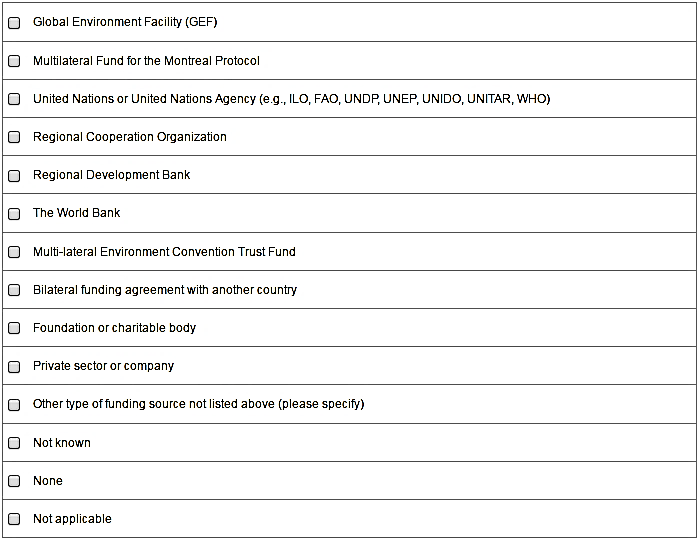 Global Environment Facility (GEF)
Multilateral Fund for the Montreal Protocol
United Nations or United Nations Agency (e.g., ILO, FAO, UNDP, UNEP, UNIDO, UNITAR, WHO)
Regional Cooperation Organization
Regional Development Bank
The World Bank
Multi-lateral Environment Convention Trust Fund
Bilateral funding agreement with another country
Foundation or charitable body
Private sector or company
Other type of funding source not listed above (please specify)
Not known
None
Not applicable